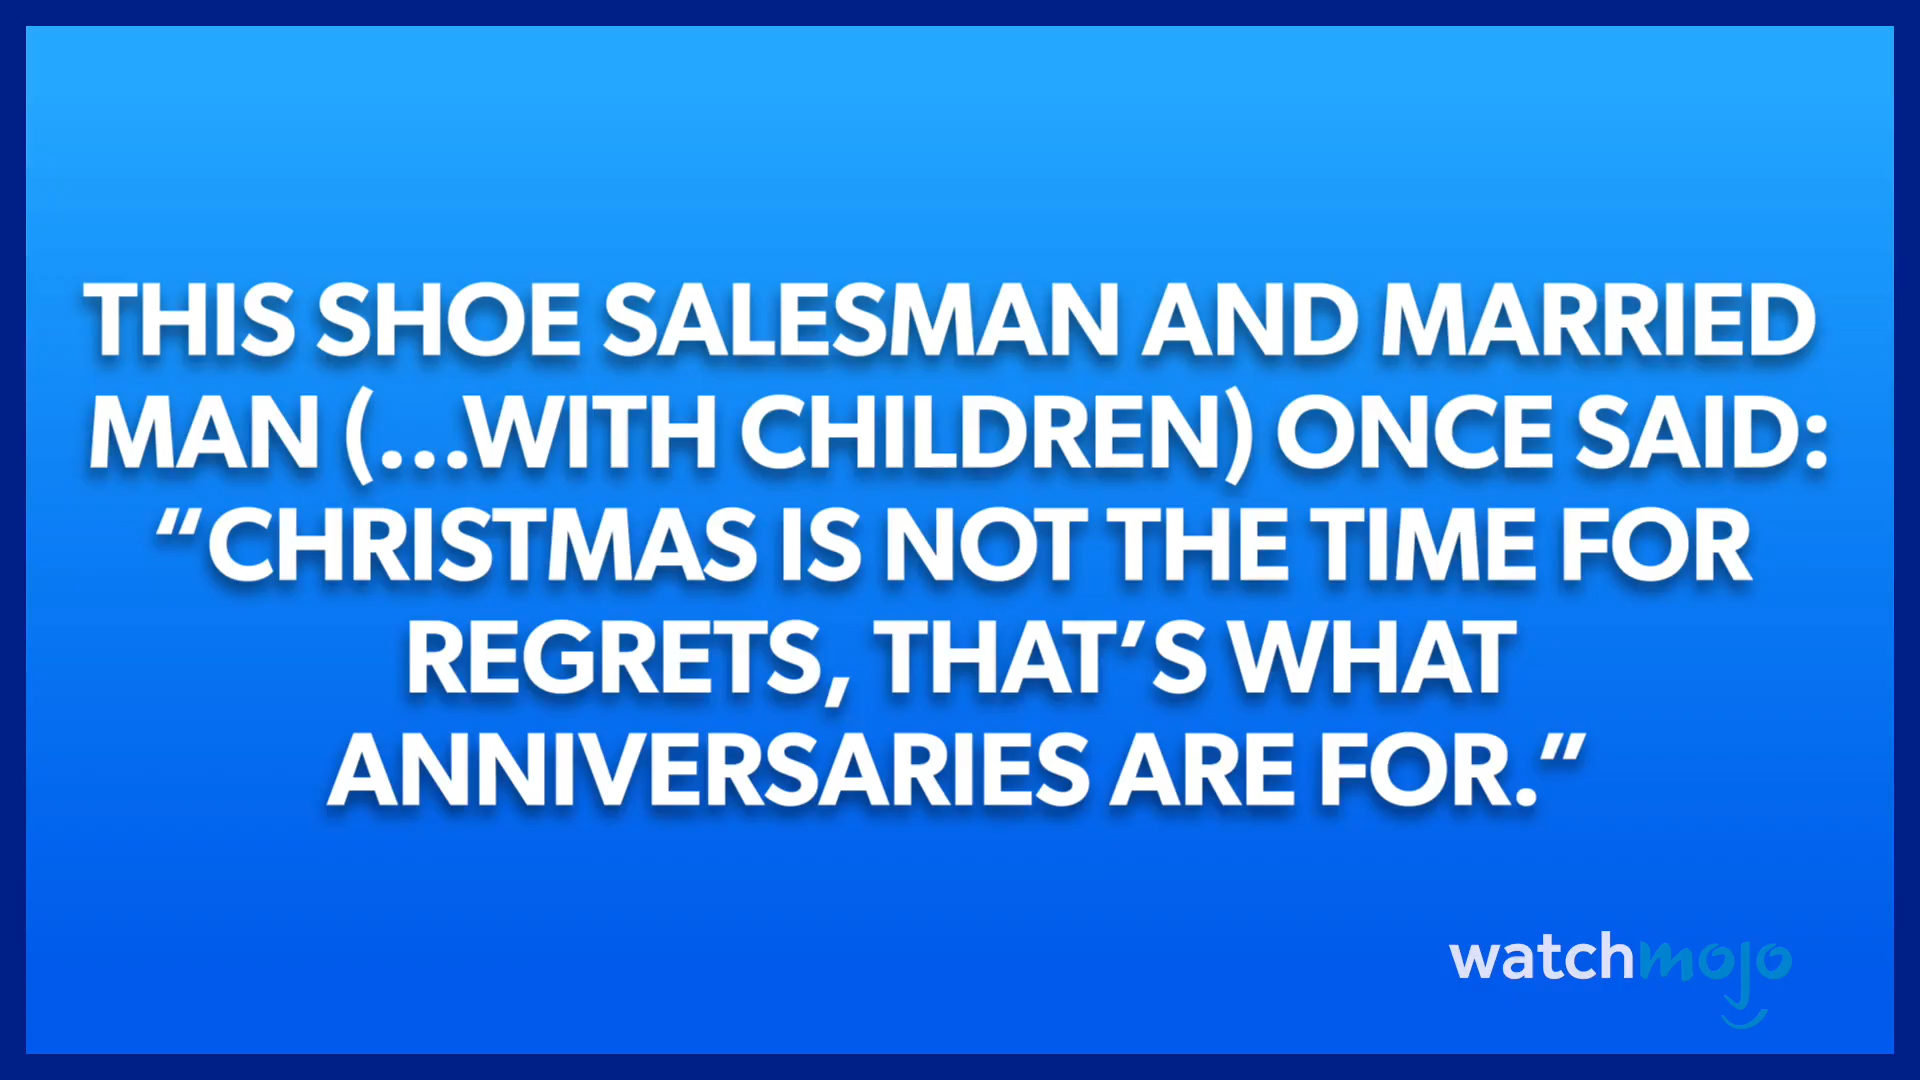 THIS SHOE SALESMAN AND MARRIED
MAN (...WITH CHILDREN) ONCE SAID:
“CHRISTMAS IS NOT THE TIME FOR
REGRETS, THAT’S WHAT
ANNIVERSARIES ARE FOR.”
watchmojo